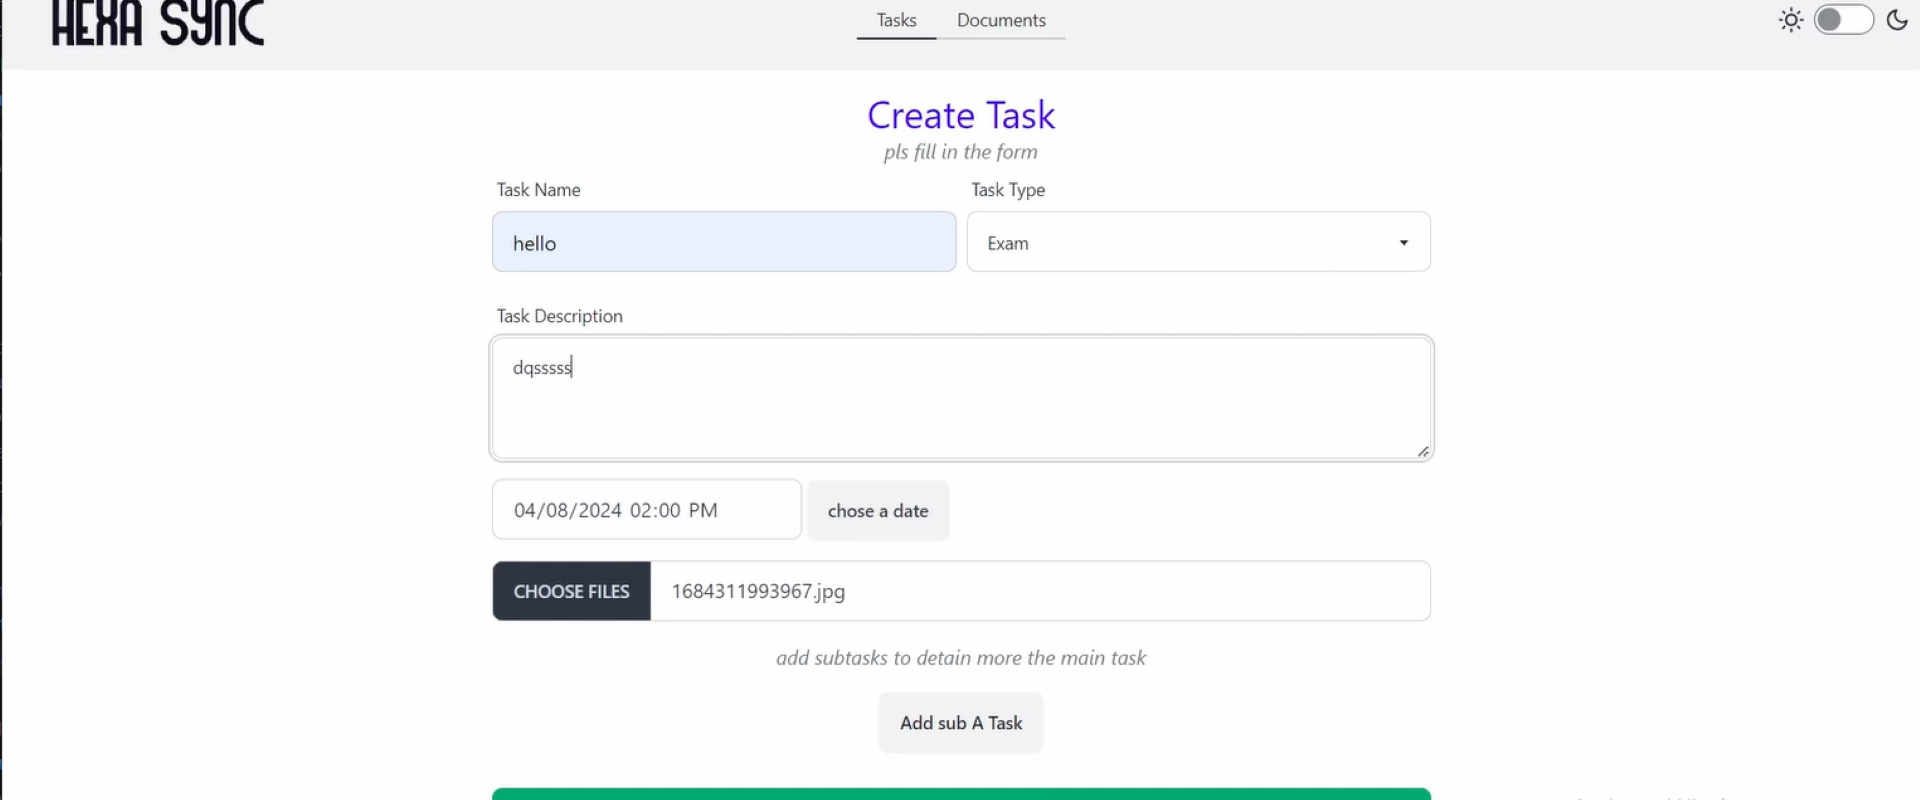 HEXA SYNC
Tasks Documents
Create Task
pls fill in the form
Task Name Task Type
hello Exam
Task Description
dqsssss
04/08/2024 02:00 PM chose a date
CHOOSE FILES 1684311993967.jpg
add subtasks to detain more the main task
Add sub A Task